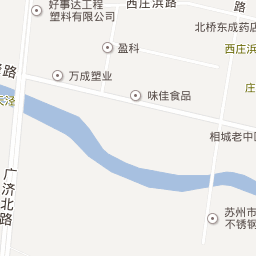 好事达工程
塑料有限公
西庄浜路
北桥东成药店
西庄浜
路
盈科
万成塑业
味佳食品
庄
相城老中医
广济北路
苏州市
不锈钢